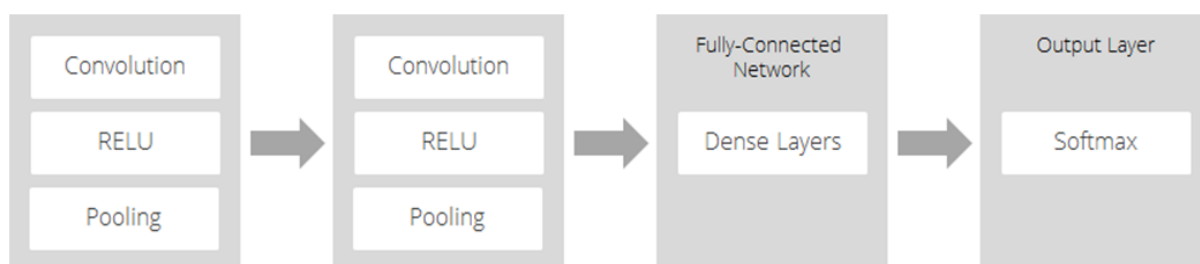 Convolution
RELU
Pooling
Convolution
RELU
Pooling
Fully-Connected
Network
Dense Layers
Output Layer
Softmax